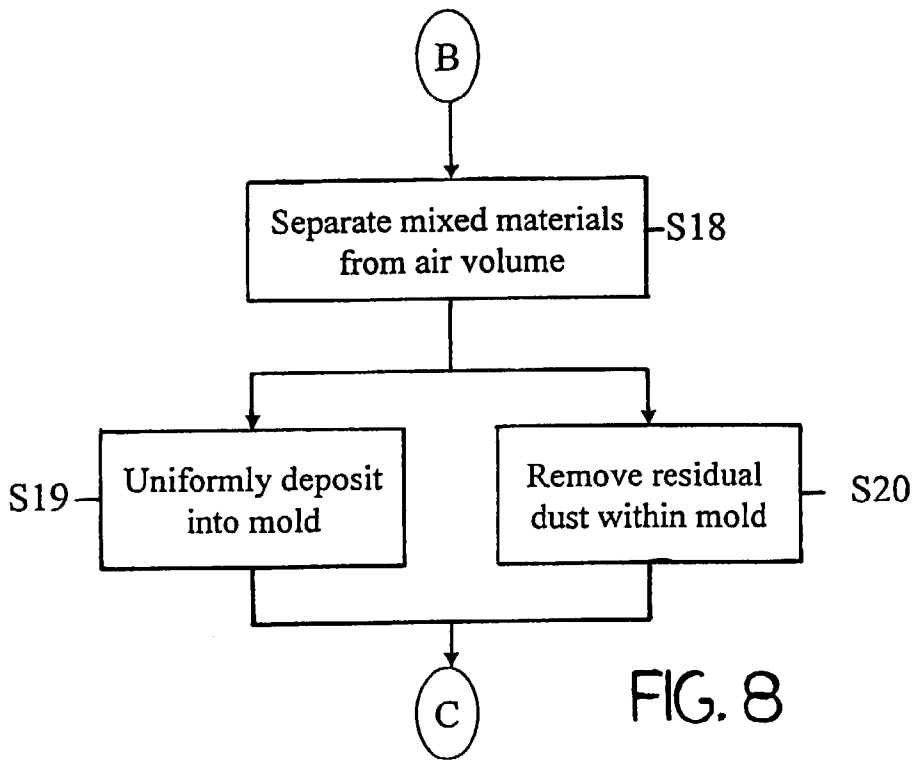 B
Separate mixed materials
from air volume
S18
Uniformly deposit
into mold
S19
Remove residual
dust within mold
S20
C
FIG. 8